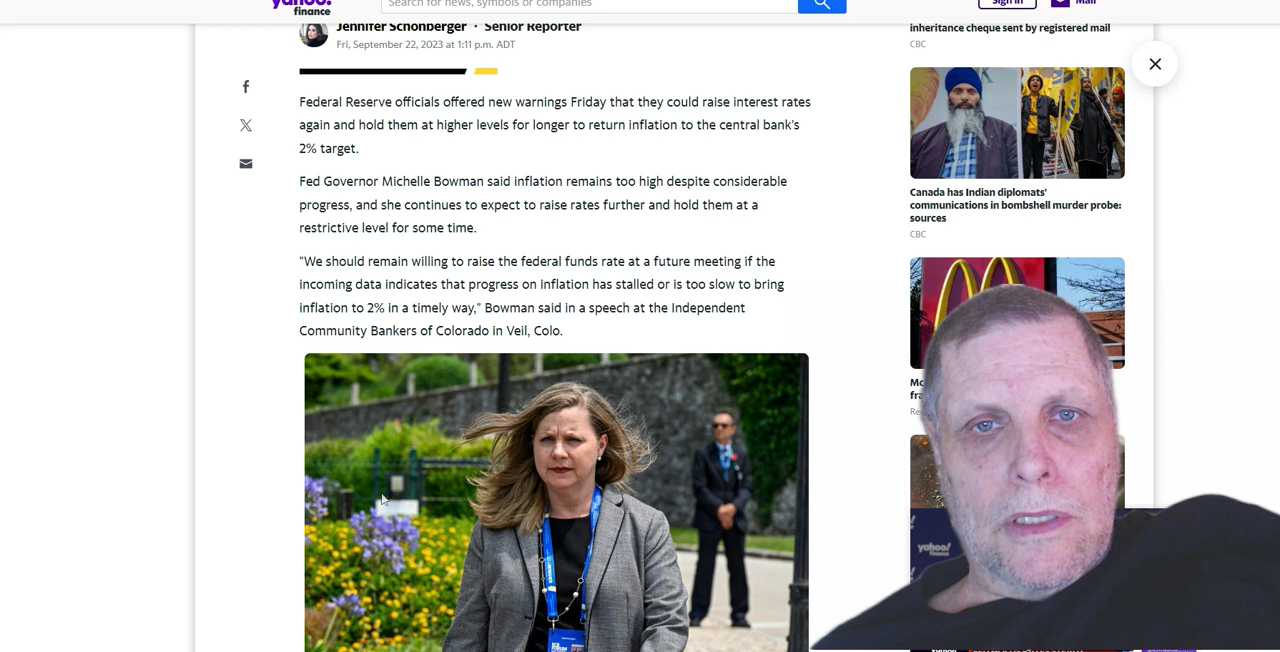 yahoo!
finance
Search for news, symbols or companies
Sign in
Mail
Jennifer Schonberger · Senior Reporter
Fri, September 22, 2023 at 1:11 p.m. ADT
Federal Reserve officials offered new warnings Friday that they could raise interest rates
again and hold them at higher levels for longer to return inflation to the central bank's
2% target.
Fed Governor Michelle Bowman said inflation remains too high despite considerable
progress, and she continues to expect to raise rates further and hold them at a
restrictive level for some time.
"We should remain willing to raise the federal funds rate at a future meeting if the
incoming data indicates that progress on inflation has stalled or is too slow to bring
inflation to 2% in a timely way," Bowman said in a speech at the Independent
Community Bankers of Colorado in Veil, Colo.
inheritance cheque sent by registered mail
CBC
Canada has Indian diplomats'
communications in bombshell murder probe:
sources
CBC
yahoo!
finance